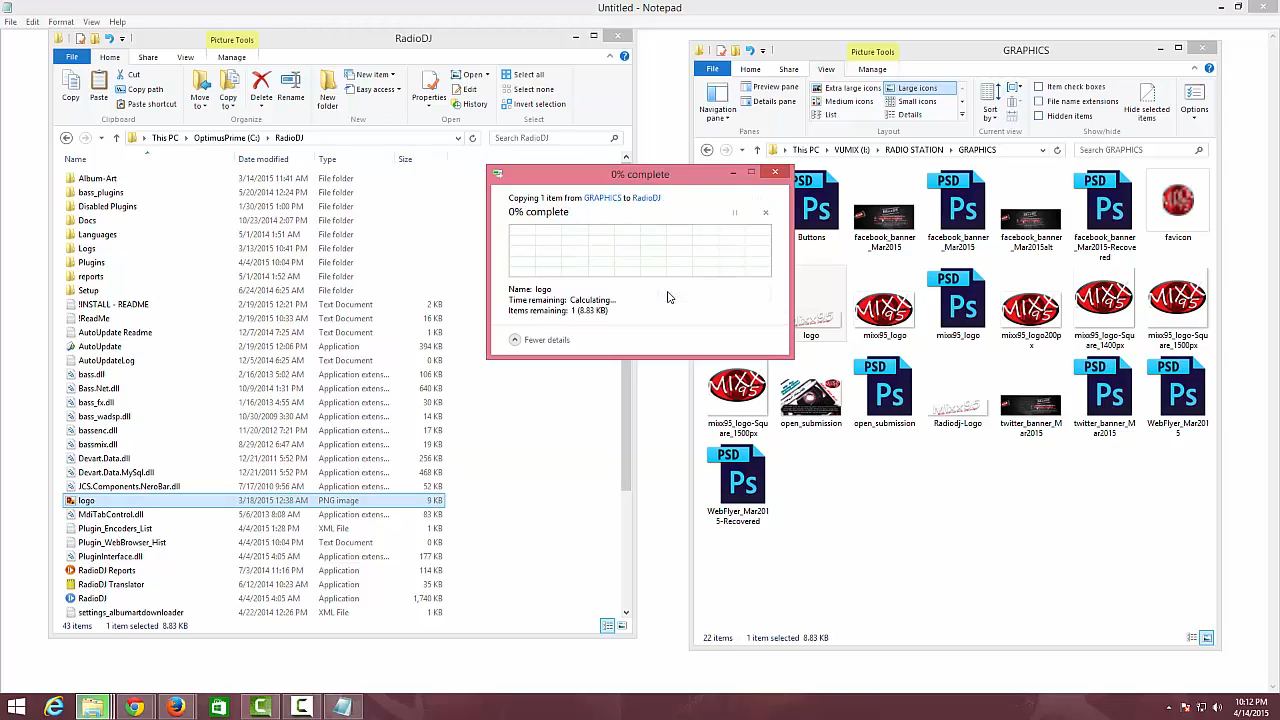 Untitled - Notepad
File Edit Format View Help
Picture Tools
RadioDJ
File Home Share View Manage
Copy
Paste
Cut
Copy path
Paste shortcut
Clipboard
Move to
Copy to
Delete
Rename
Organize
New folder
New item
Easy access
New
Properties
Open
Edit
History
Open
Select all
Select none
Invert selection
Select
This PC OptimusPrime (C:) RadioDJ
Search RadioDJ
Name Date modified Type Size
Album-Art 3/14/2015 11:41 AM File folder
bass_plugins 5/20/2014 12:24 PM File folder
Disabled Plugins 1/30/2015 1:00 PM File folder
Docs 10/23/2014 2:07 PM File folder
Languages 5/1/2014 1:51 AM File folder
Logs 3/13/2015 10:41 PM File folder
Plugins 4/4/2015 10:04 PM File folder
reports 5/1/2014 1:52 AM File folder
Setup 6/24/2014 6:25 AM File folder
!INSTALL - README 2/19/2015 12:21 PM Text Document 2 KB
!ReadMe 2/19/2015 10:33 AM Text Document 16 KB
AutoUpdate Readme 12/7/2014 7:25 AM Text Document 1 KB
AutoUpdate 2/19/2015 12:06 PM Application 394 KB
AutoUpdateLog 12/5/2014 6:25 AM Text Document 1 KB
bass.dll 2/16/2013 5:02 AM Application extens... 106 KB
Bass.Net.dll 10/9/2014 1:31 PM Application extens... 640 KB
bass_fx.dll 1/16/2013 4:55 AM Application extens... 30 KB
bass_wadsp.dll 10/30/2009 3:30 AM Application extens... 14 KB
bassenc.dll 11/20/2012 7:21 PM Application extens... 17 KB
bassmix.dll 8/29/2012 6:47 AM Application extens... 19 KB
Devart.Data.dll 12/21/2011 5:52 PM Application extens... 256 KB
Devart.Data.MySql.dll 12/21/2011 5:52 PM Application extens... 468 KB
JCS.Components.NeroBar.dll 7/17/2010 9:56 AM Application extens... 52 KB
logo 3/18/2015 12:38 AM PNG image 9 KB
MdiTabControl.dll 5/6/2013 8:08 AM Application extens... 83 KB
Plugin_Encoders_List 4/4/2015 1:28 PM XML File 1 KB
Plugin_WebBrowser_Hist 4/4/2015 10:04 PM Text Document 1 KB
PluginInterface.dll 4/4/2015 4:05 AM Application extens... 177 KB
RadioDJ Reports 7/3/2014 11:16 PM Application 114 KB
RadioDJ Translator 6/12/2014 10:23 AM Application 35 KB
RadioDJ 4/4/2015 4:05 AM Application 1,740 KB
settings_albumartdownloader 4/22/2014 12:26 PM XML File 1 KB
43 items 1 item selected 8.83 KB
0% complete
Copying 1 item from GRAPHICS to RadioDJ
0% complete
Name: logo
Time remaining: Calculating...
Items remaining: 1 (8.83 KB)
Fewer details
Picture Tools
GRAPHICS
File Home Share View Manage
Navigation pane
Preview pane
Details pane
Panes
Extra large icons
Large icons
Medium icons
Small icons
List
Details
Layout
Sort by
Current view
Item check boxes
File name extensions
Hidden items
Hide selected items
Show/hide
Options
This PC VUMIX (I:) RADIO STATION GRAPHICS
Search GRAPHICS
Buttons
facebook_banner_Mar2015
facebook_banner_Mar2015
facebook_banner_Mar2015alt
facebook_banner_Mar2015-Recovered
favicon
logo
mixx95_logo
mixx95_logo
mixx95_logo200px
mixx95_logo-Square_1400px
mixx95_logo-Square_1500px
mixx95_logo-Square_1500px
open_submission
open_submission
Radiodj-Logo
twitter_banner_Mar2015
twitter_banner_Mar2015
WebFlyer_Mar2015
WebFlyer_Mar2015-Recovered
22 items 1 item selected 8.83 KB
10:12 PM
4/14/2015